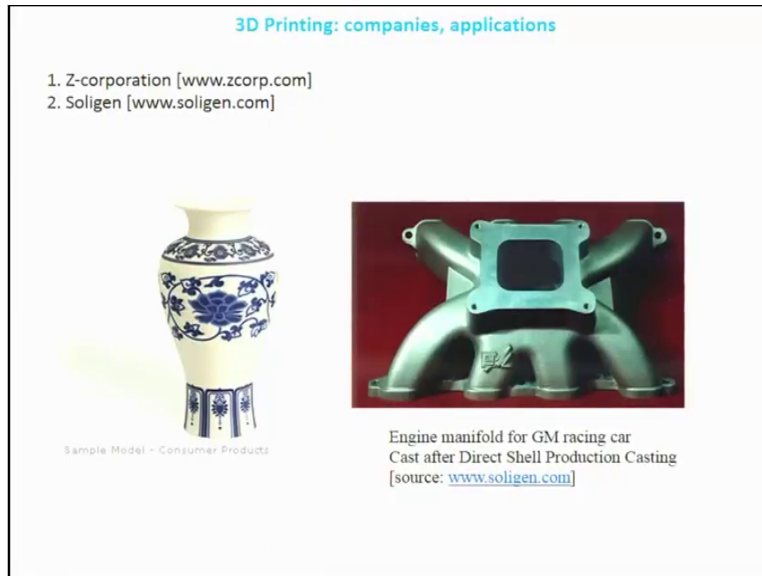 3D Printing: companies, applications
1. Z-corporation [www.zcorp.com]
2. Soligen [www.soligen.com]
Sample Model - Consumer Products
Engine manifold for GM racing car
Cast after Direct Shell Production Casting
[source: www.soligen.com]